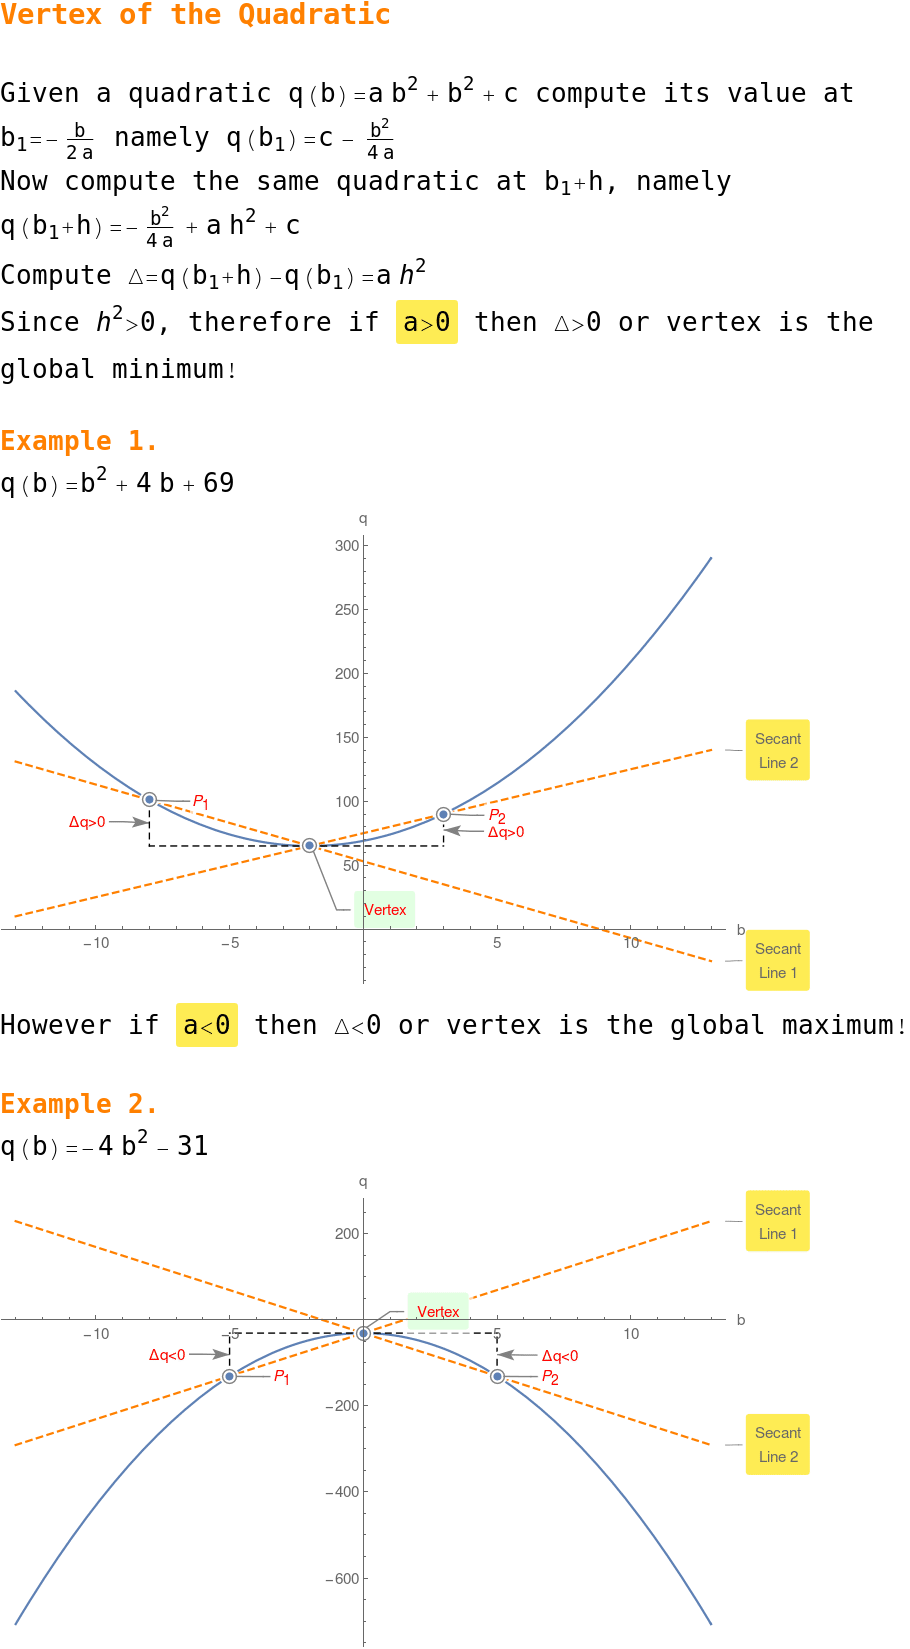 Vertex of the Quadratic
Given a quadratic q(b)=a b² + b² + c compute its value at
b₁=- b/2 a namely q(b₁)=c - b²/4 a
Now compute the same quadratic at b₁+h, namely
q(b₁+h)=- b²/4 a + a h² + c
Compute Δ=q(b₁+h)-q(b₁)=a h²
Since h²>0, therefore if a>0 then Δ>0 or vertex is the
global minimum!
Example 1.
q(b)=b² + 4 b + 69
q
300
250
200
150
100
50
Secant
Line 2
P₁
Δq>0
P₂
Δq>0
Vertex
-10
-5
5
10
b
Secant
Line 1
However if a<0 then Δ<0 or vertex is the global maximum!
Example 2.
q(b)=-4 b² - 31
q
Secant
Line 1
200
Vertex
-10
-5
5
10
b
Δq<0
Δq<0
P₁
P₂
-200
Secant
Line 2
-400
-600